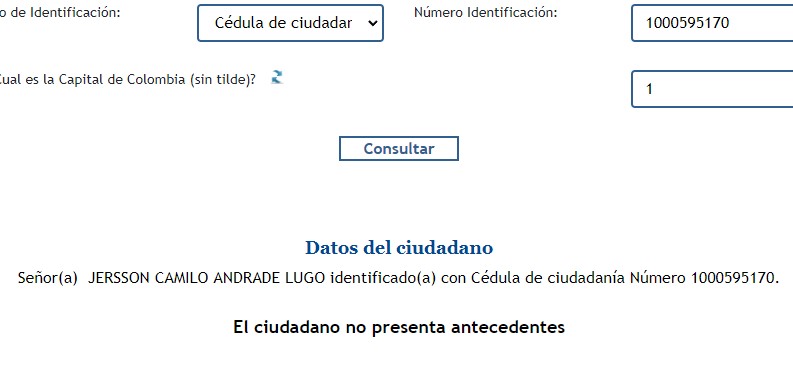 o de Identificación:
Cédula de ciudadar
Número Identificación:
1000595170
Cual es la Capital de Colombia (sin tilde)?
1
Consultar
Datos del ciudadano
Señor(a) JERSSON CAMILO ANDRADE LUGO identificado(a) con Cédula de ciudadanía Número 1000595170.
El ciudadano no presenta antecedentes